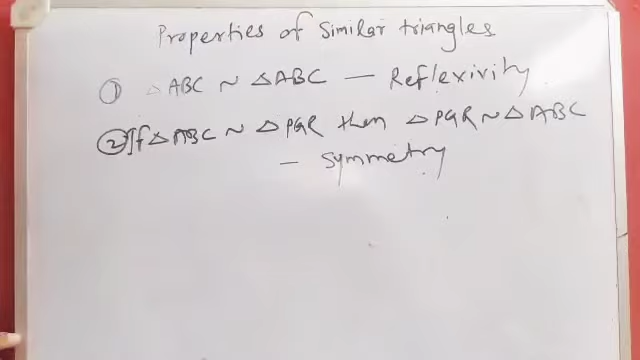 Properties of Similar triangles
① △ABC ~ △ABC — Reflexivity
② If △ABC ~ △PQR then △PQR ~ △ABC
— Symmetry